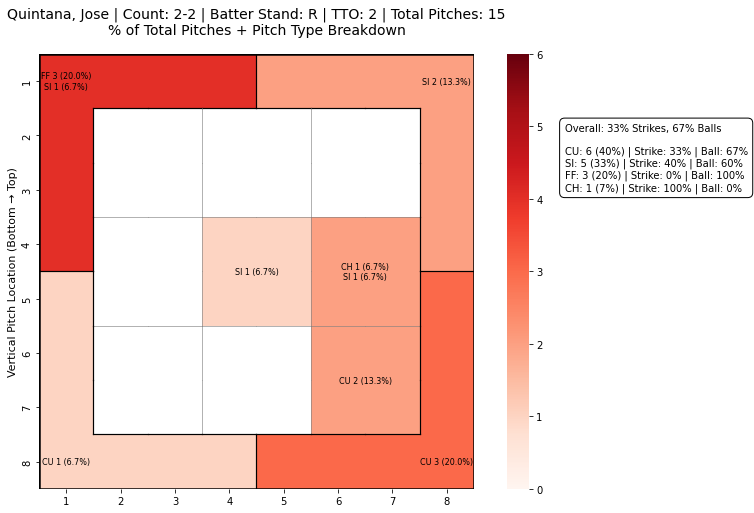 Quintana, Jose | Count: 2-2 | Batter Stand: R | TTO: 2 | Total Pitches: 15
% of Total Pitches + Pitch Type Breakdown
Vertical Pitch Location (Bottom → Top)
1
2
3
4
5
6
7
8
FF 3 (20.0%)
SI 1 (6.7%)
SI 2 (13.3%)
SI 1 (6.7%)
CH 1 (6.7%)
SI 1 (6.7%)
CU 2 (13.3%)
CU 1 (6.7%)
CU 3 (20.0%)
1 2 3 4 5 6 7 8
6
5
4
3
2
1
0
Overall: 33% Strikes, 67% Balls
CU: 6 (40%) | Strike: 33% | Ball: 67%
SI: 5 (33%) | Strike: 40% | Ball: 60%
FF: 3 (20%) | Strike: 0% | Ball: 100%
CH: 1 (7%) | Strike: 100% | Ball: 0%